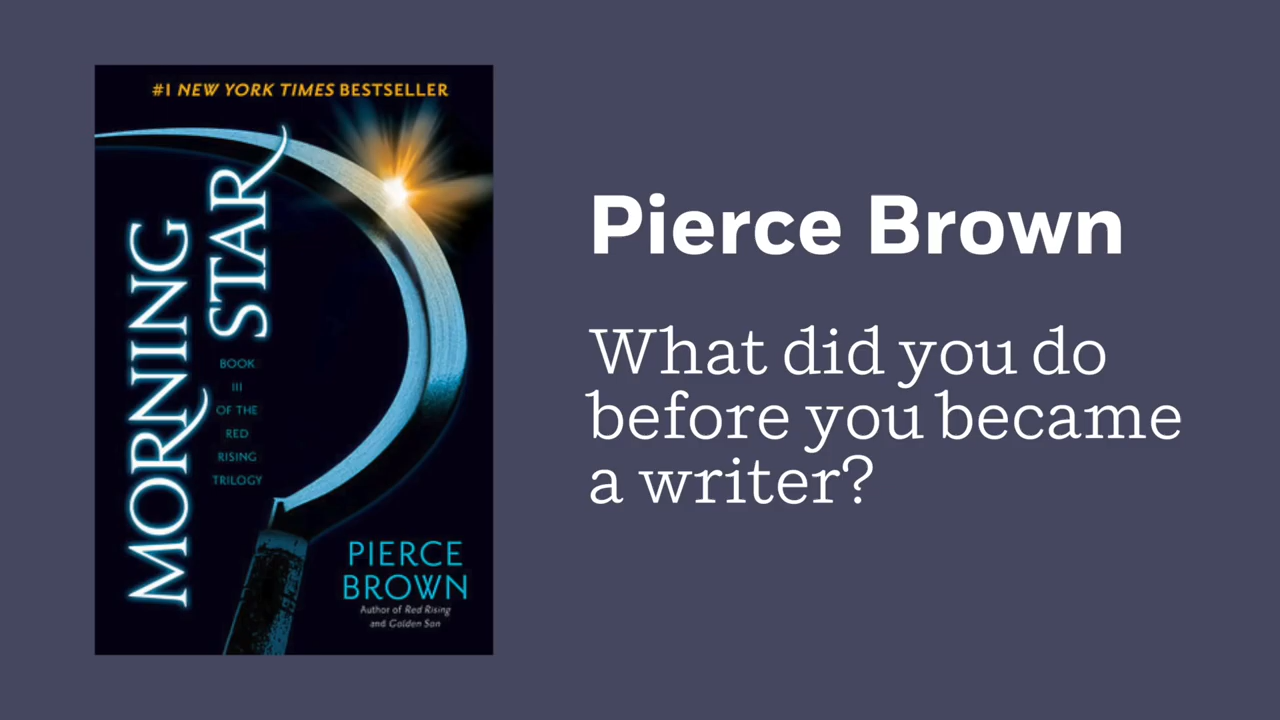 #1 NEW YORK TIMES BESTSELLER
MORNING
STAR
BOOK
III
OF THE
RED
RISING
TRILOGY
PIERCE
BROWN
Author of Red Rising
and Golden Son
Pierce Brown
What did you do
before you became
a writer?